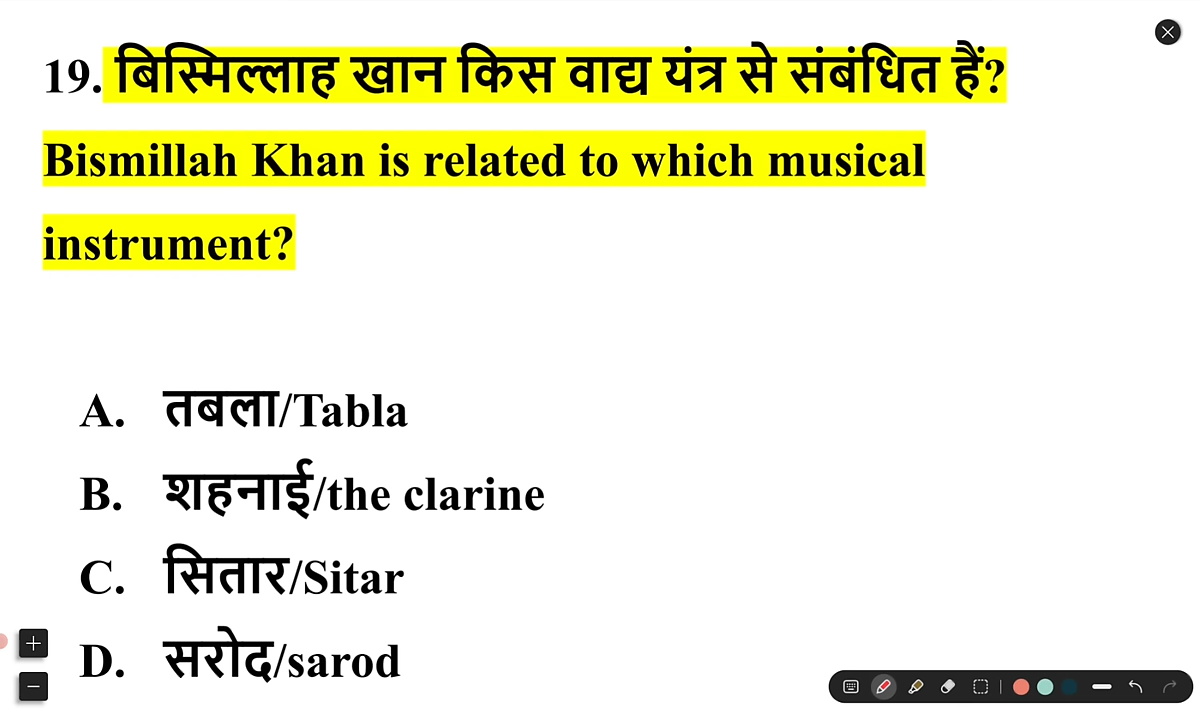 19. बिस्मिल्लाह खान किस वाद्य यंत्र से संबंधित हैं?
Bismillah Khan is related to which musical
instrument?
A. तबला/Tabla
B. शहनाई/the clarine
C. सितार/Sitar
D. सरोद/sarod